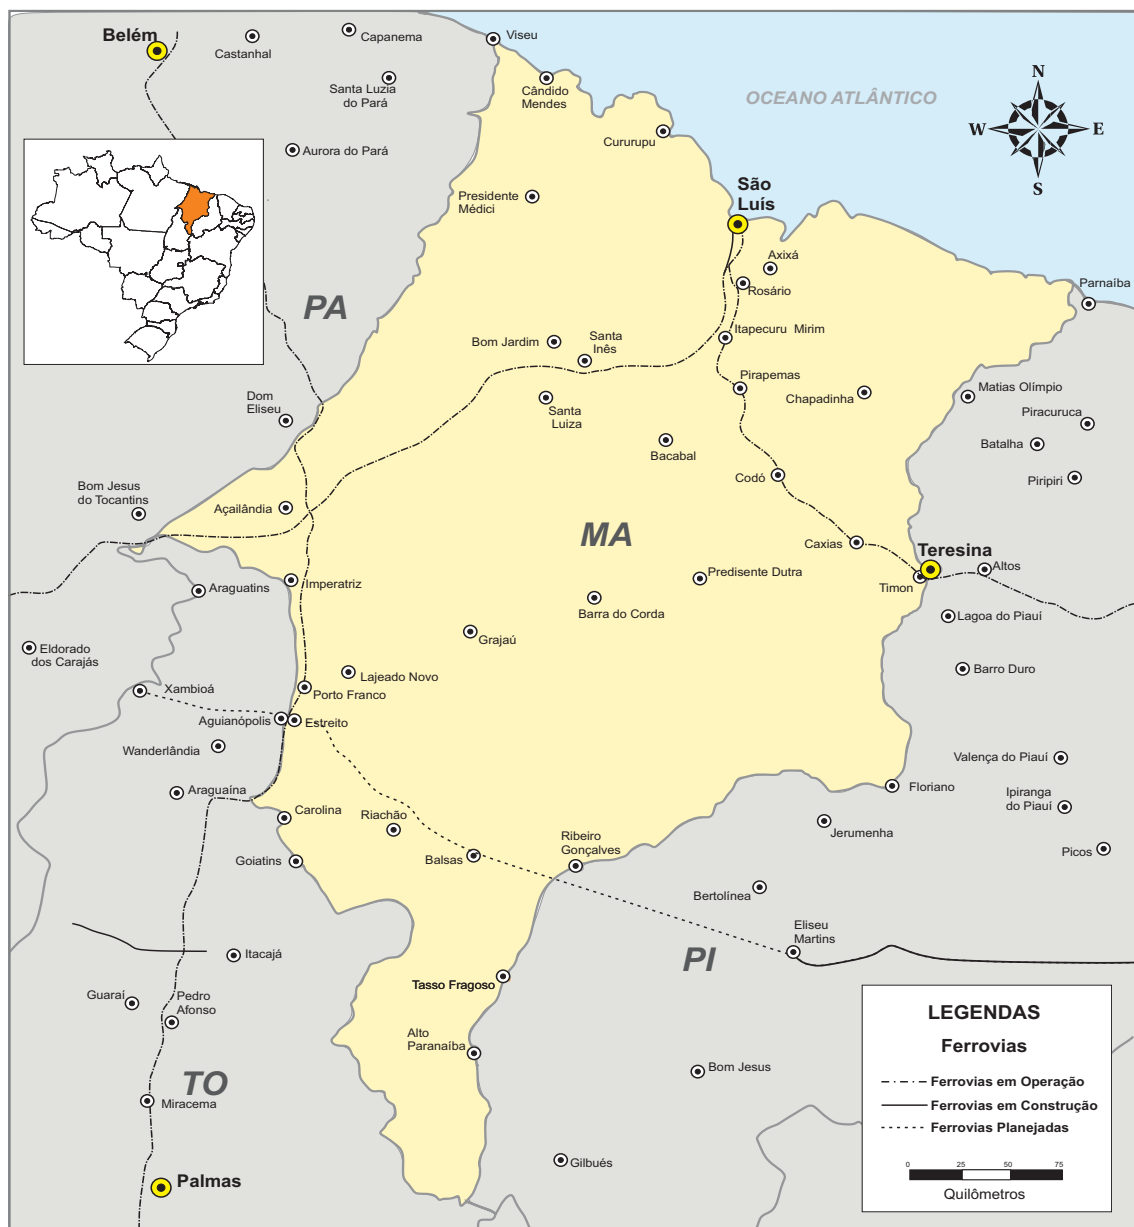 Belém
Castanhal
Capanema
Viseu
Santa Luzia
do Pará
Cândido
Mendes
OCEANO ATLÂNTICO
N
W
E
S
Cururupu
Aurora do Pará
Presidente
Médici
São
Luís
Axixá
Rosário
Parnaíba
PA
Itapecuru Mirim
Bom Jardim
Santa
Inês
Pirapemas
Chapadinha
Matias Olímpio
Dom
Eliseu
Santa
Luiza
Piracuruca
Bacabal
Batalha
Codó
Piripiri
Bom Jesus
do Tocantins
Açailândia
MA
Caxias
Teresina
Altos
Imperatriz
Predisente Dutra
Timon
Araguatins
Barra do Corda
Lagoa do Piauí
Grajaú
Eldorado
dos Carajás
Lajeado Novo
Barro Duro
Xambioá
Porto Franco
Aguianópolis
Estreito
Wanderlândia
Valença do Piauí
Araguaína
Floriano
Ipiranga
do Piauí
Carolina
Riachão
Jerumenha
Ribeiro
Gonçalves
Goiatins
Balsas
Picos
Bertolínea
Eliseu
Martins
Itacajá
PI
Tasso Fragoso
Guaraí
Pedro
Afonso
Alto
Paranaíba
TO
Bom Jesus
Miracema
Gilbués
Palmas
LEGENDAS
Ferrovias
Ferrovias em Operação
Ferrovias em Construção
Ferrovias Planejadas
0 25 50 75
Quilômetros